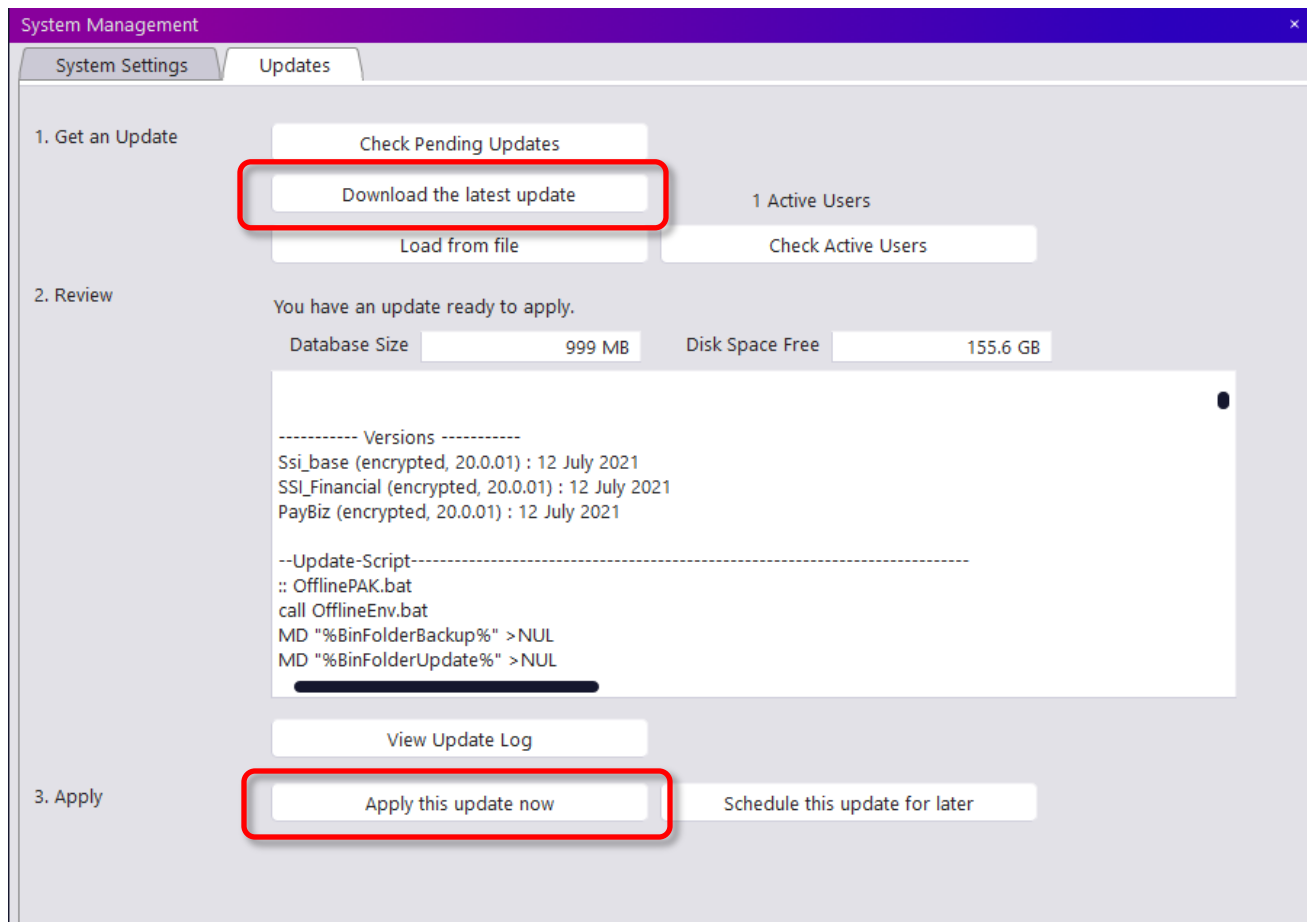 System Management ×
System Settings
Updates
1. Get an Update
Check Pending Updates
Download the latest update
1 Active Users
Load from file
Check Active Users
2. Review
You have an update ready to apply.
Database Size 999 MB Disk Space Free 155.6 GB
----------- Versions -----------
Ssi_base (encrypted, 20.0.01) : 12 July 2021
SSI_Financial (encrypted, 20.0.01) : 12 July 2021
PayBiz (encrypted, 20.0.01) : 12 July 2021
--Update-Script-----------------------------------------------------------------------------
:: OfflinePAK.bat
call OfflineEnv.bat
MD "%BinFolderBackup%" >NUL
MD "%BinFolderUpdate%" >NUL
View Update Log
3. Apply
Apply this update now
Schedule this update for later